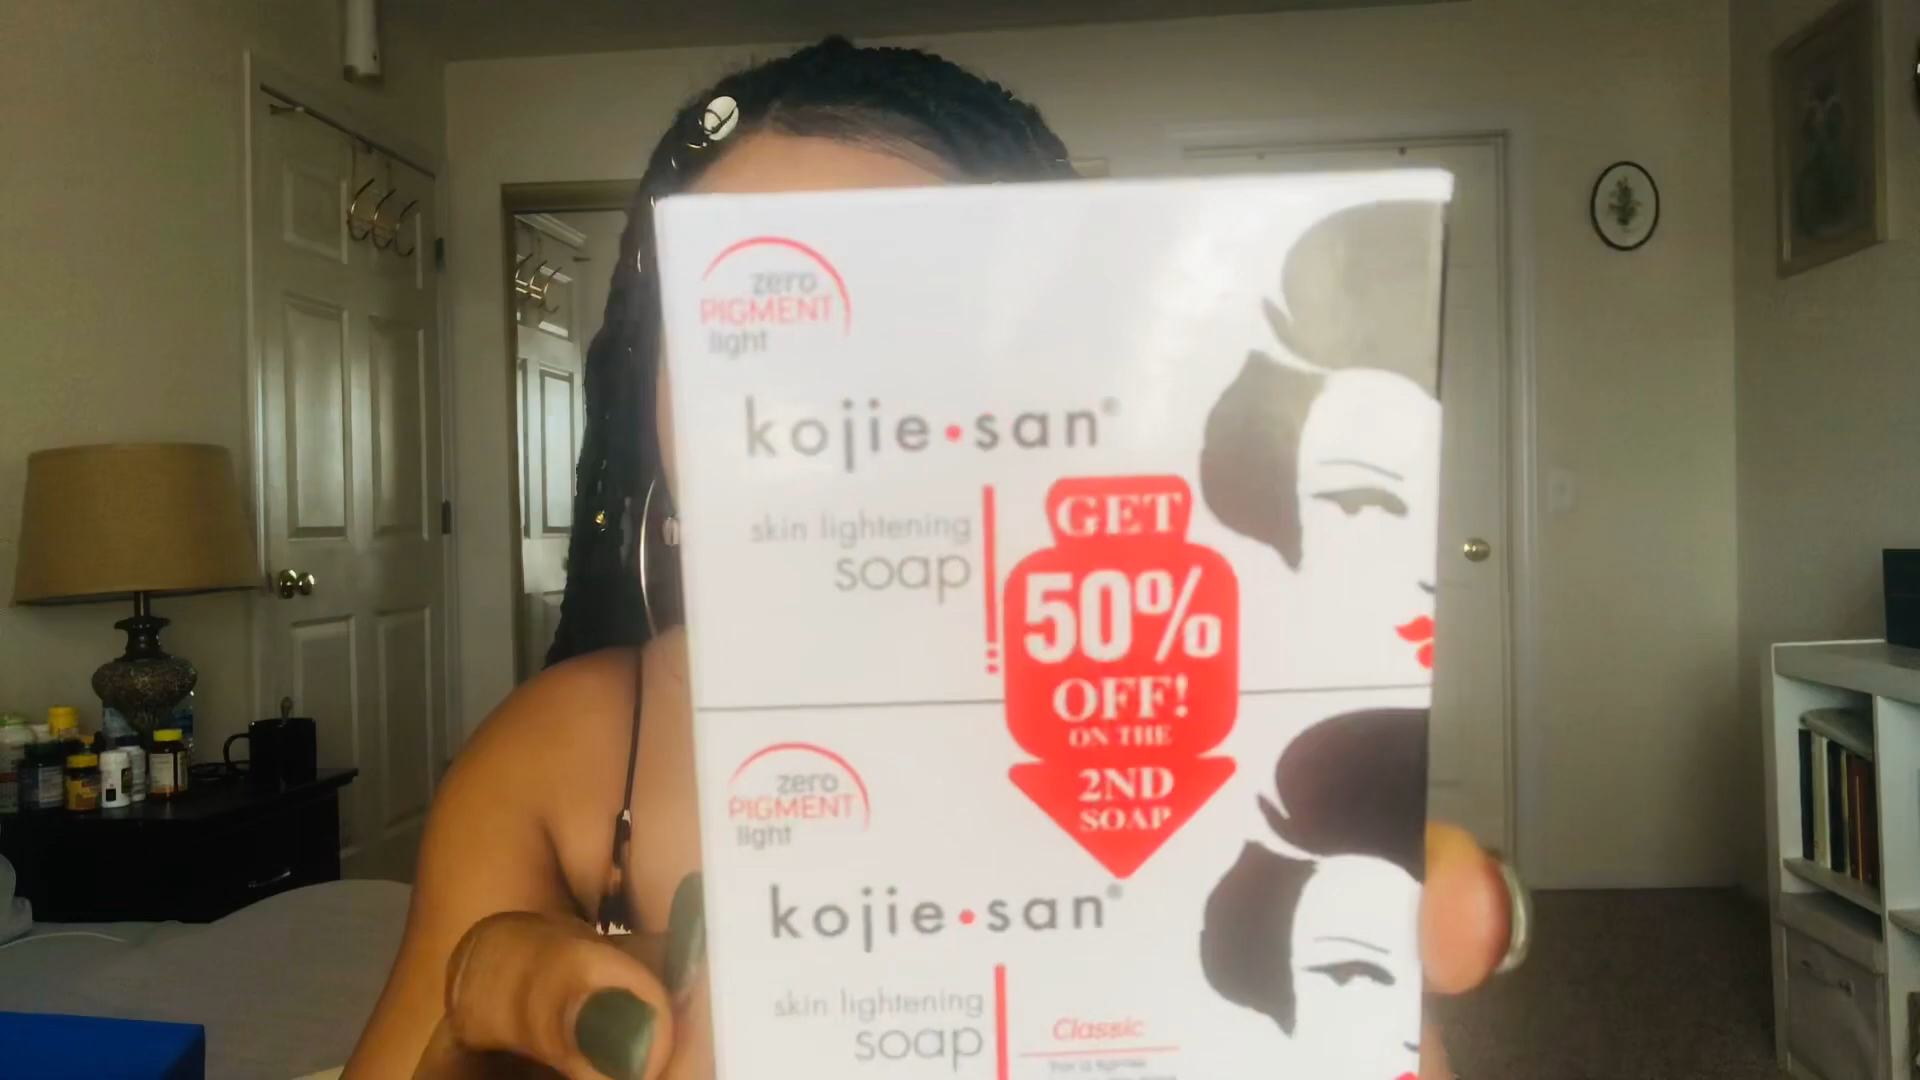 zero
PIGMENT
light
kojie•san®
skin lightening
soap
GET
50%
OFF!
ON THE
2ND
SOAP
zero
PIGMENT
light
kojie•san®
skin lightening
soap
Classic